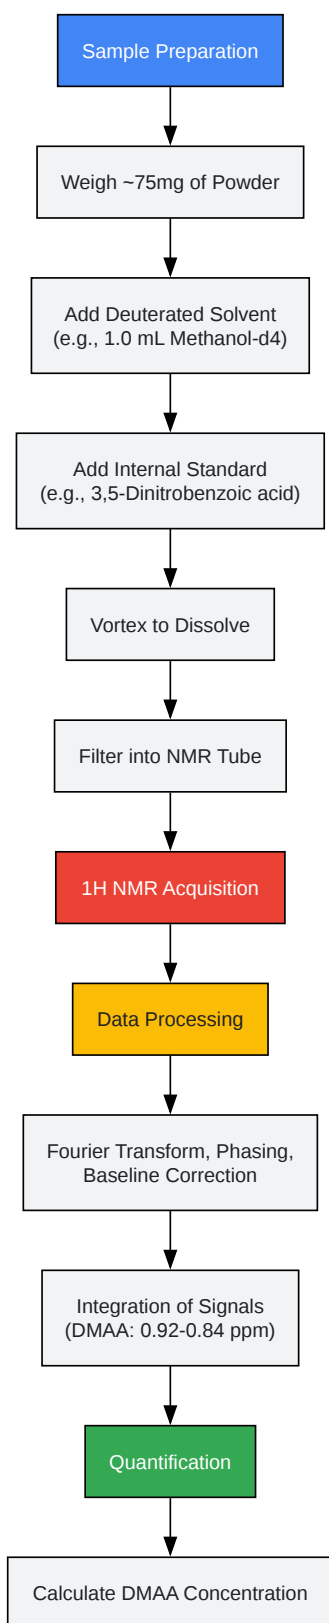 Sample Preparation
Weigh ~75mg of Powder
Add Deuterated Solvent
(e.g., 1.0 mL Methanol-d4)
Add Internal Standard
(e.g., 3,5-Dinitrobenzoic acid)
Vortex to Dissolve
Filter into NMR Tube
1H NMR Acquisition
Data Processing
Fourier Transform, Phasing,
Baseline Correction
Integration of Signals
(DMAA: 0.92-0.84 ppm)
Quantification
Calculate DMAA Concentration